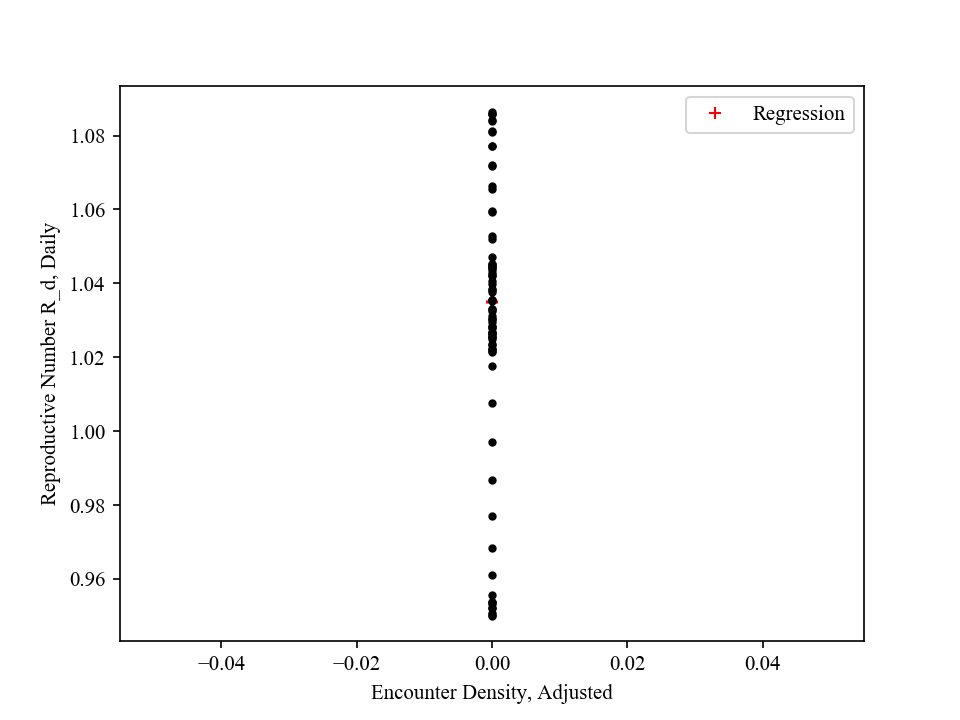 Regression
1.08
1.06
1.04
1.02
1.00
0.98
0.96
Reproductive Number R_d, Daily
−0.04 −0.02 0.00 0.02 0.04
Encounter Density, Adjusted